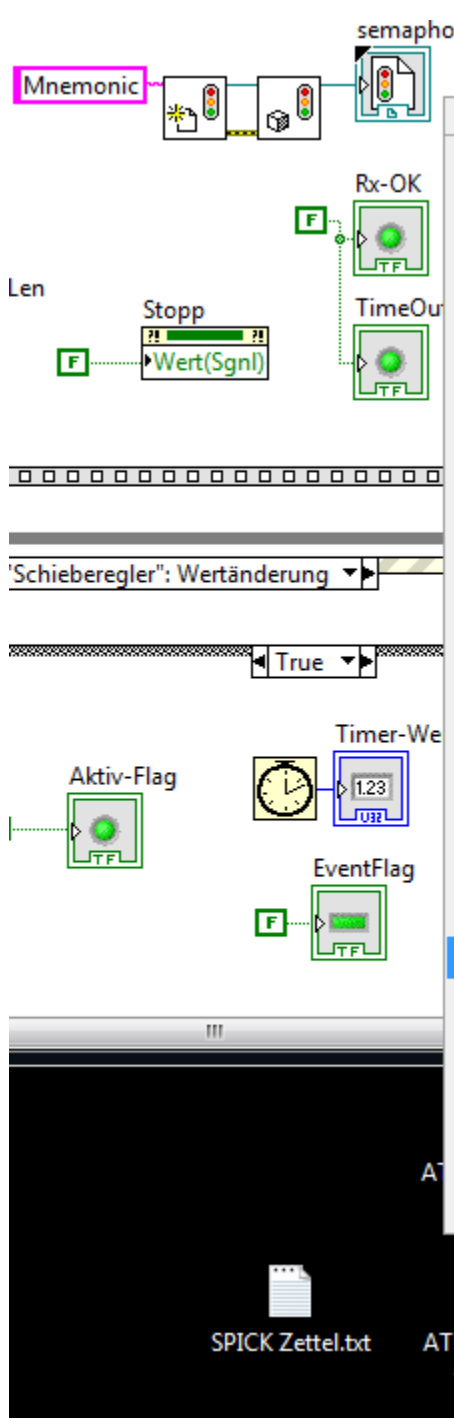 semapho
Mnemonic
Rx-OK
F
TF
Len
Stopp
TimeOu
?! ?!
F
Wert(Sgnl)
TF
"Schieberegler": Wertänderung
True
Timer-We
Aktiv-Flag
1.23
U32
TF
EventFlag
F
TF
AT
SPICK Zettel.txt
AT